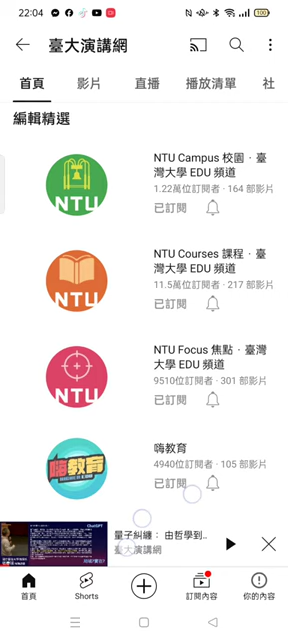 22:04
100
臺大演講網
首頁 影片 直播 播放清單 社
編輯精選
NTU
NTU Campus 校園・臺
灣大學 EDU 頻道
1.22萬位訂閱者・164 部影片
已訂閱
NTU
NTU Courses 課程・臺
灣大學 EDU 頻道
11.5萬位訂閱者・217 部影片
已訂閱
NTU
NTU Focus 焦點・臺灣
大學 EDU 頻道
9510位訂閱者・301 部影片
已訂閱
嗨教育
嗨教育
4940位訂閱者・105 部影片
已訂閱
ChatGPT
量子糾纏： 由哲學到...
臺大演講網
首頁 Shorts 訂閱內容 你的內容